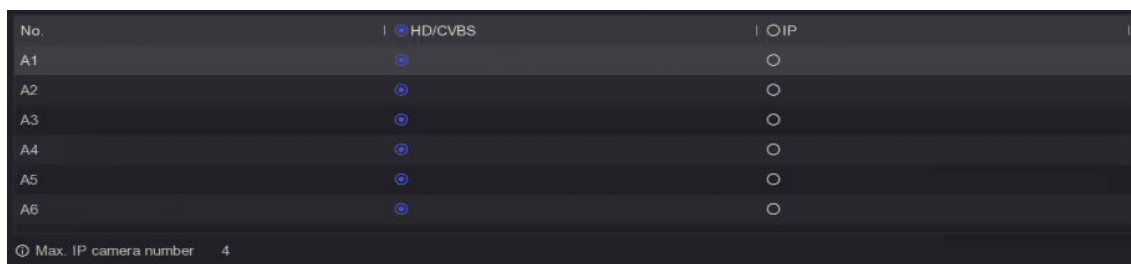 No. HD/CVBS IP
A1
A2
A3
A4
A5
A6
Max. IP camera number 4